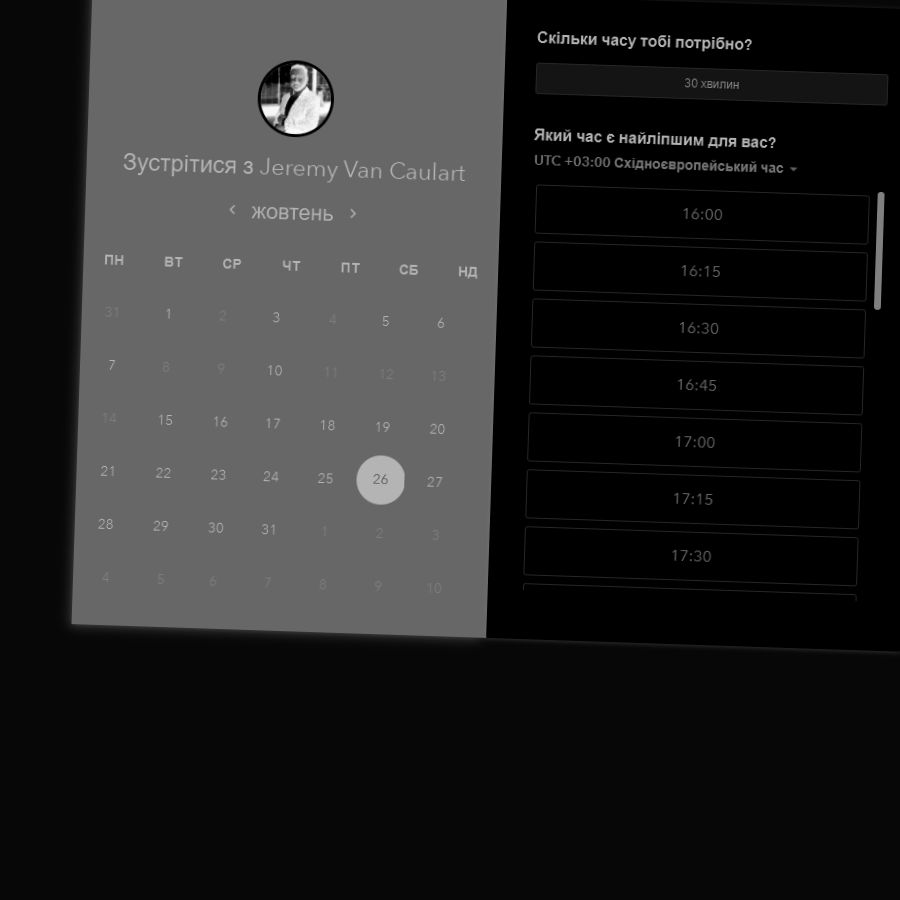 Зустрітися з Jeremy Van Caulart
жовтень
ПН ВТ СР ЧТ ПТ СБ НД
31 1 2 3 4 5 6
7 8 9 10 11 12 13
14 15 16 17 18 19 20
21 22 23 24 25 26 27
28 29 30 31 1 2 3
4 5 6 7 8 9 10
Скільки часу тобі потрібно?
30 хвилин
Який час є найліпшим для вас?
UTC +03:00 Східноєвропейський час
16:00
16:15
16:30
16:45
17:00
17:15
17:30